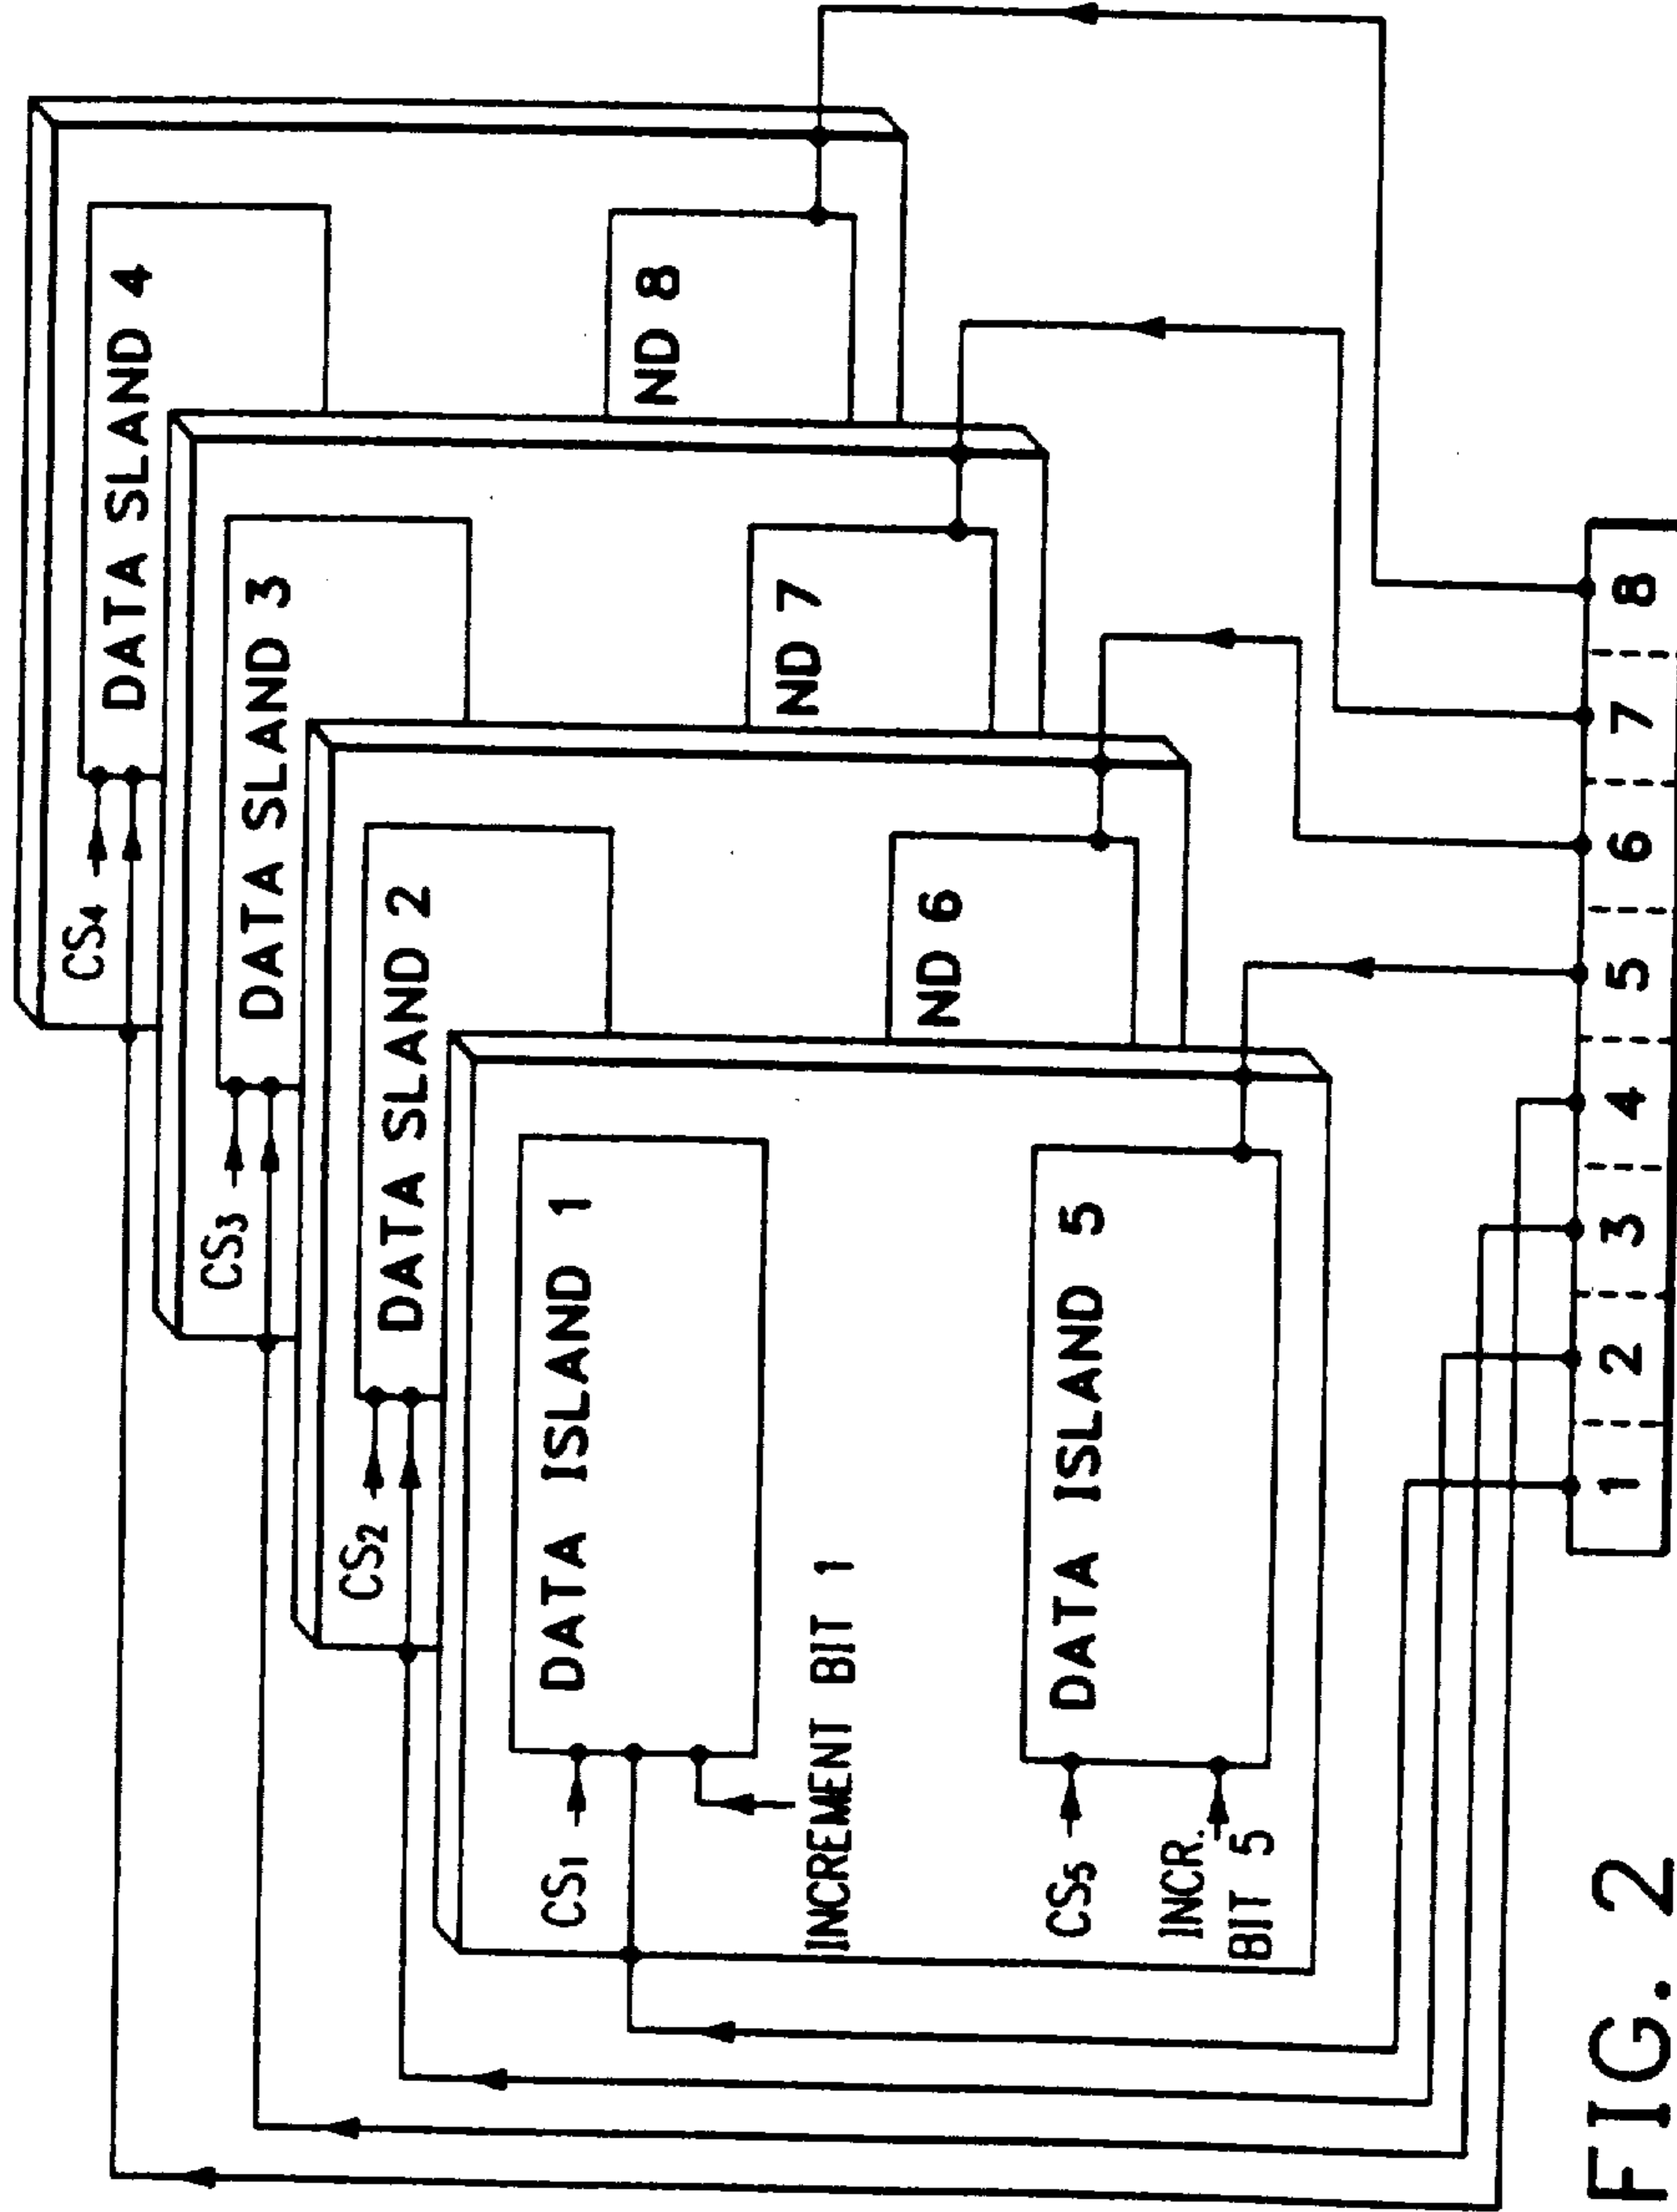 CS4
DATA SLAND 4
ND 8
CS3
DATA SLAND 3
ND 7
CS2
DATA SLAND 2
ND 6
CS1
DATA ISLAND 1
INCREMENT BIT 1
CS5
DATA ISLAND 5
INCR.
BIT 5
1 2 3 4 5 6 7 8
FIG. 2